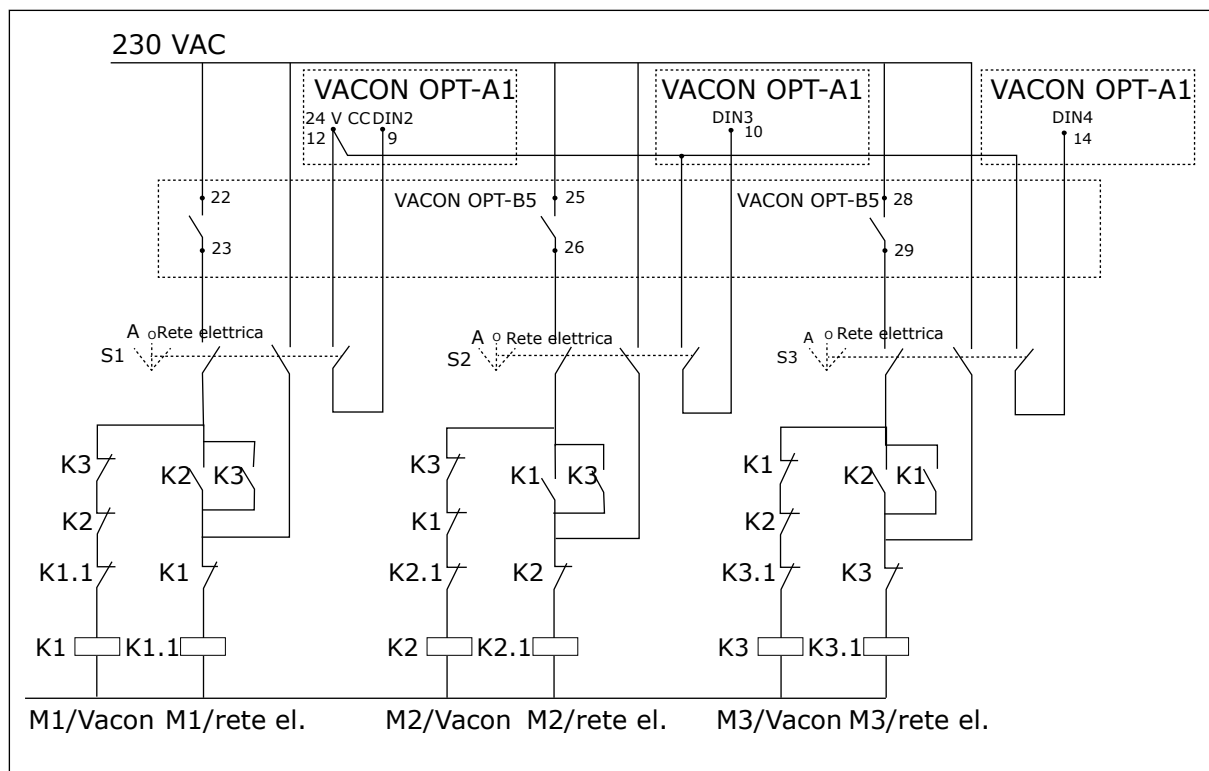 230 VAC
VACON OPT-A1 VACON OPT-A1 VACON OPT-A1
24 V CC DIN2 DIN3 DIN4
12 9 10 14
22 VACON OPT-B5 25 VACON OPT-B5 28
23 26 29
A O Rete elettrica A O Rete elettrica A O Rete elettrica
S1 S2 S3
K3 K2 K3 K3 K1 K3 K1 K2 K1
K2 K1 K2
K1.1 K1 K2.1 K2 K3.1 K3
K1 K1.1 K2 K2.1 K3 K3.1
M1/Vacon M1/rete el. M2/Vacon M2/rete el. M3/Vacon M3/rete el.